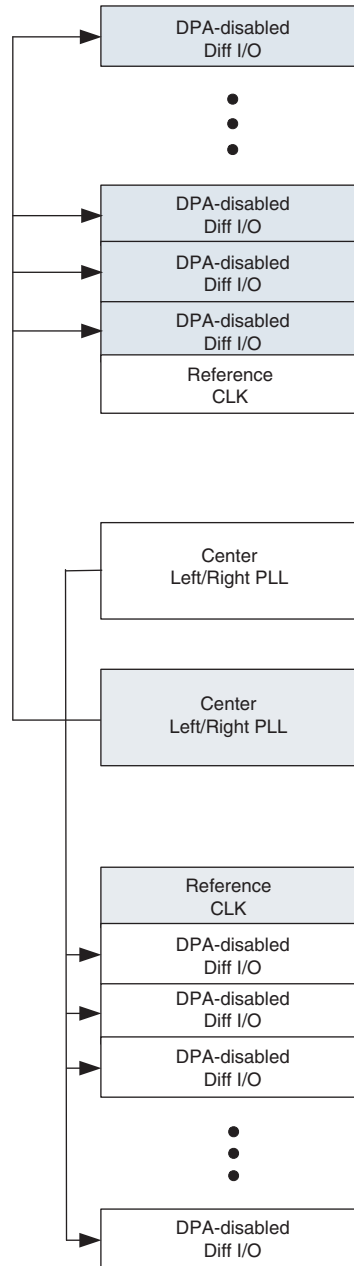 DPA-disabled
Diff I/O
DPA-disabled
Diff I/O
DPA-disabled
Diff I/O
DPA-disabled
Diff I/O
Reference
CLK
Center
Left/Right PLL
Center
Left/Right PLL
Reference
CLK
DPA-disabled
Diff I/O
DPA-disabled
Diff I/O
DPA-disabled
Diff I/O
DPA-disabled
Diff I/O